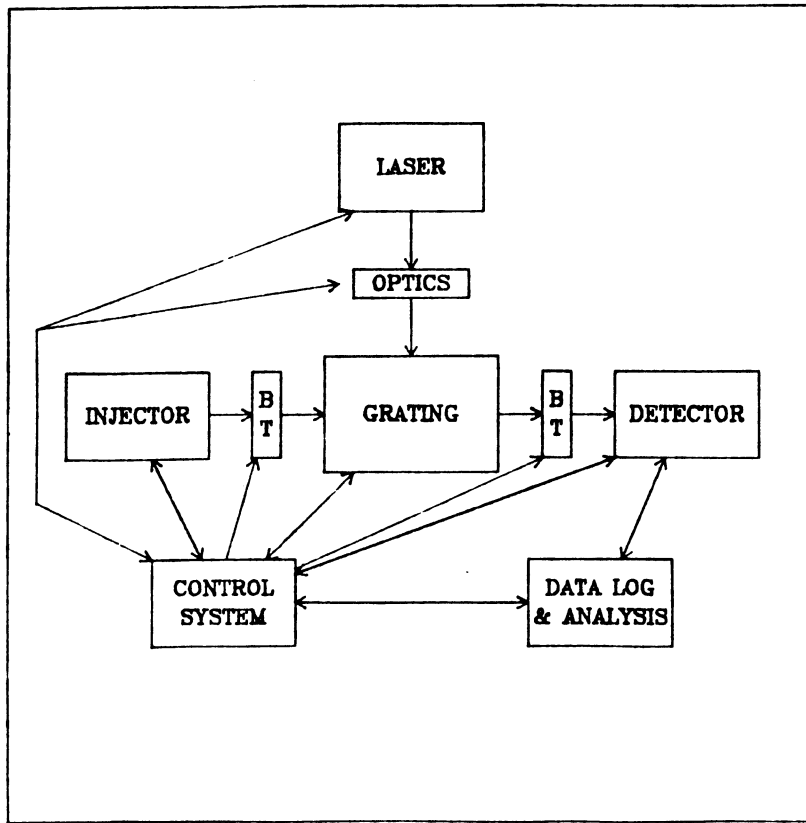 LASER
OPTICS
INJECTOR
B
T
GRATING
B
T
DETECTOR
CONTROL
SYSTEM
DATA LOG
& ANALYSIS